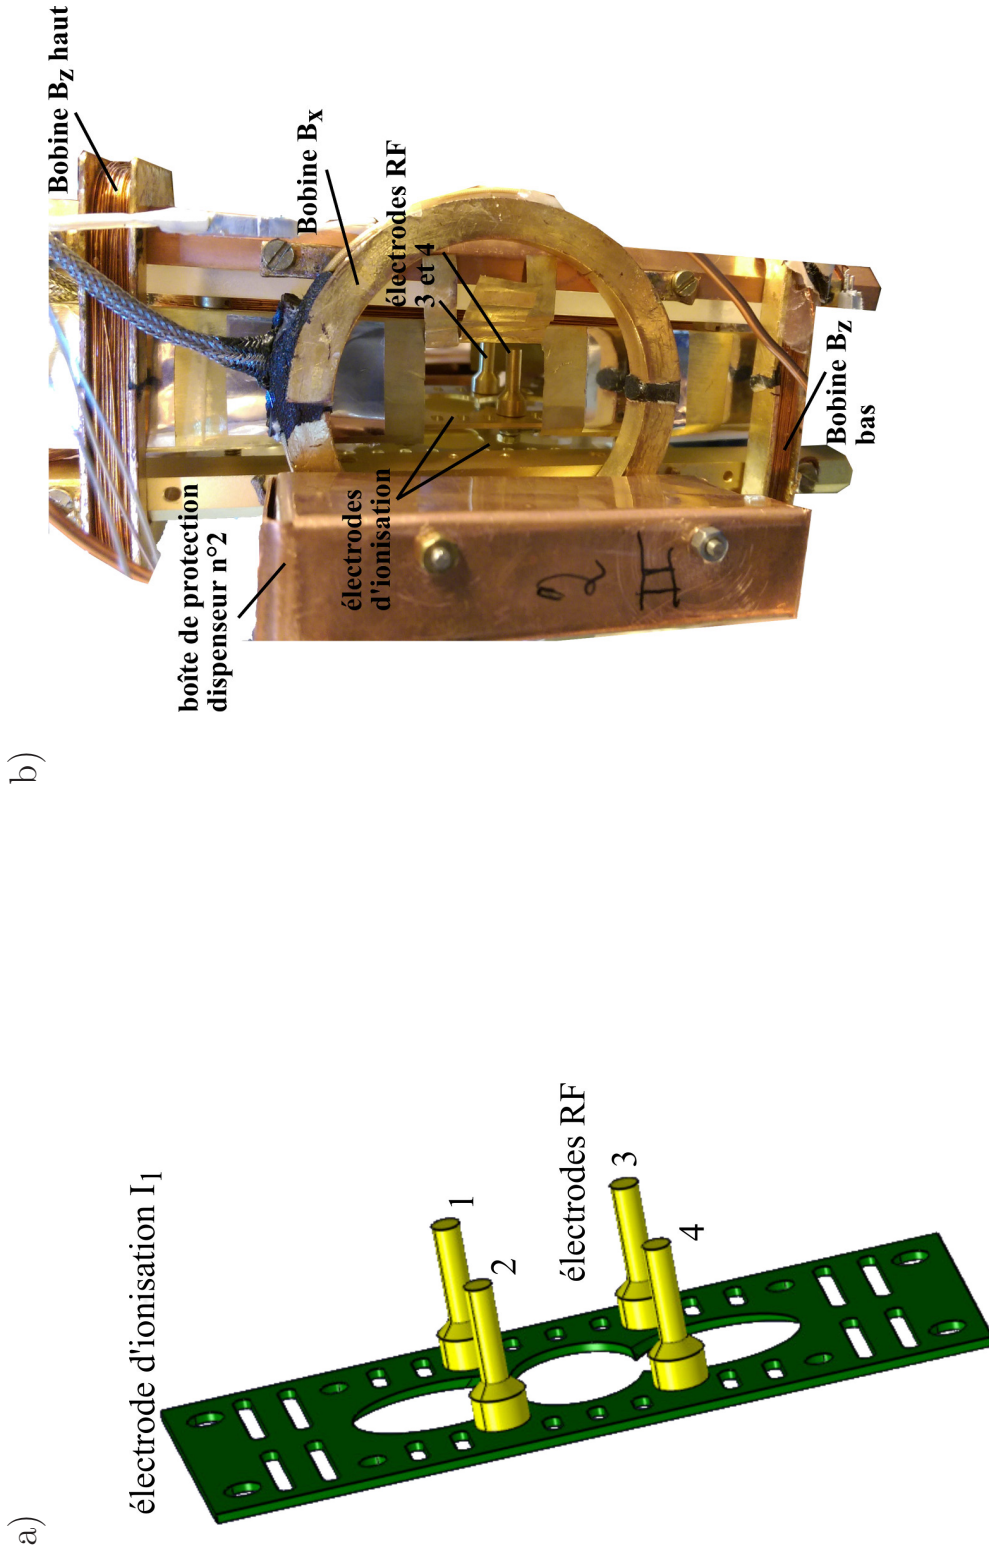 a)
électrode d'ionisation I1
1
2
électrodes RF
3
4
b)
Bobine Bz haut
Bobine Bx
électrodes RF
3 et 4
boîte de protection
dispenseur n°2
électrodes
d'ionisation
Bobine Bz
bas
II